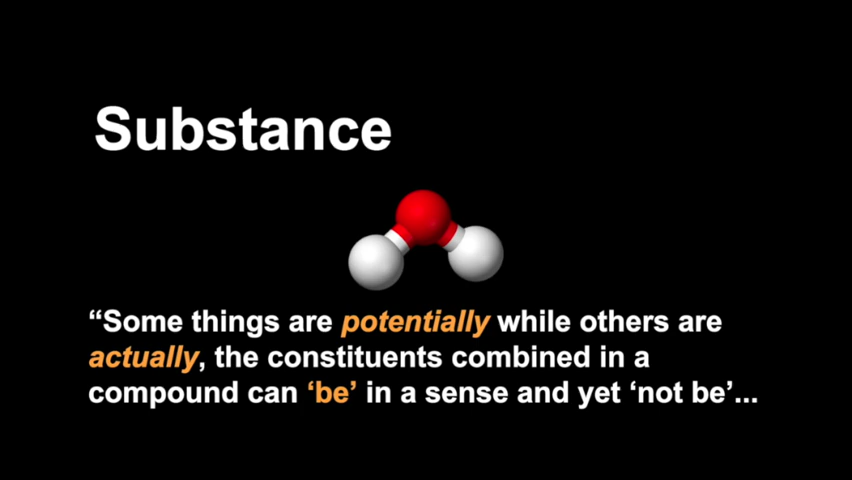 Substance
“Some things are potentially while others are
actually, the constituents combined in a
compound can ‘be’ in a sense and yet ‘not be’...